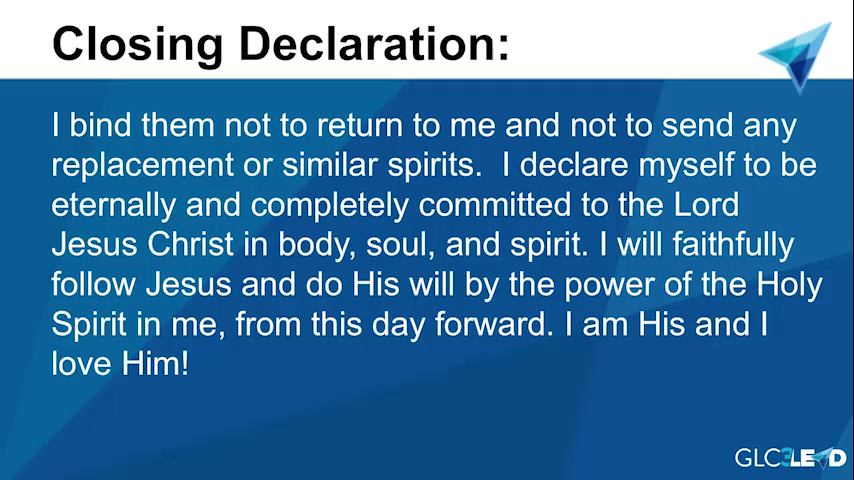 Closing Declaration:
I bind them not to return to me and not to send any
replacement or similar spirits.  I declare myself to be
eternally and completely committed to the Lord
Jesus Christ in body, soul, and spirit. I will faithfully
follow Jesus and do His will by the power of the Holy
Spirit in me, from this day forward. I am His and I
love Him!
GLC3LEAD